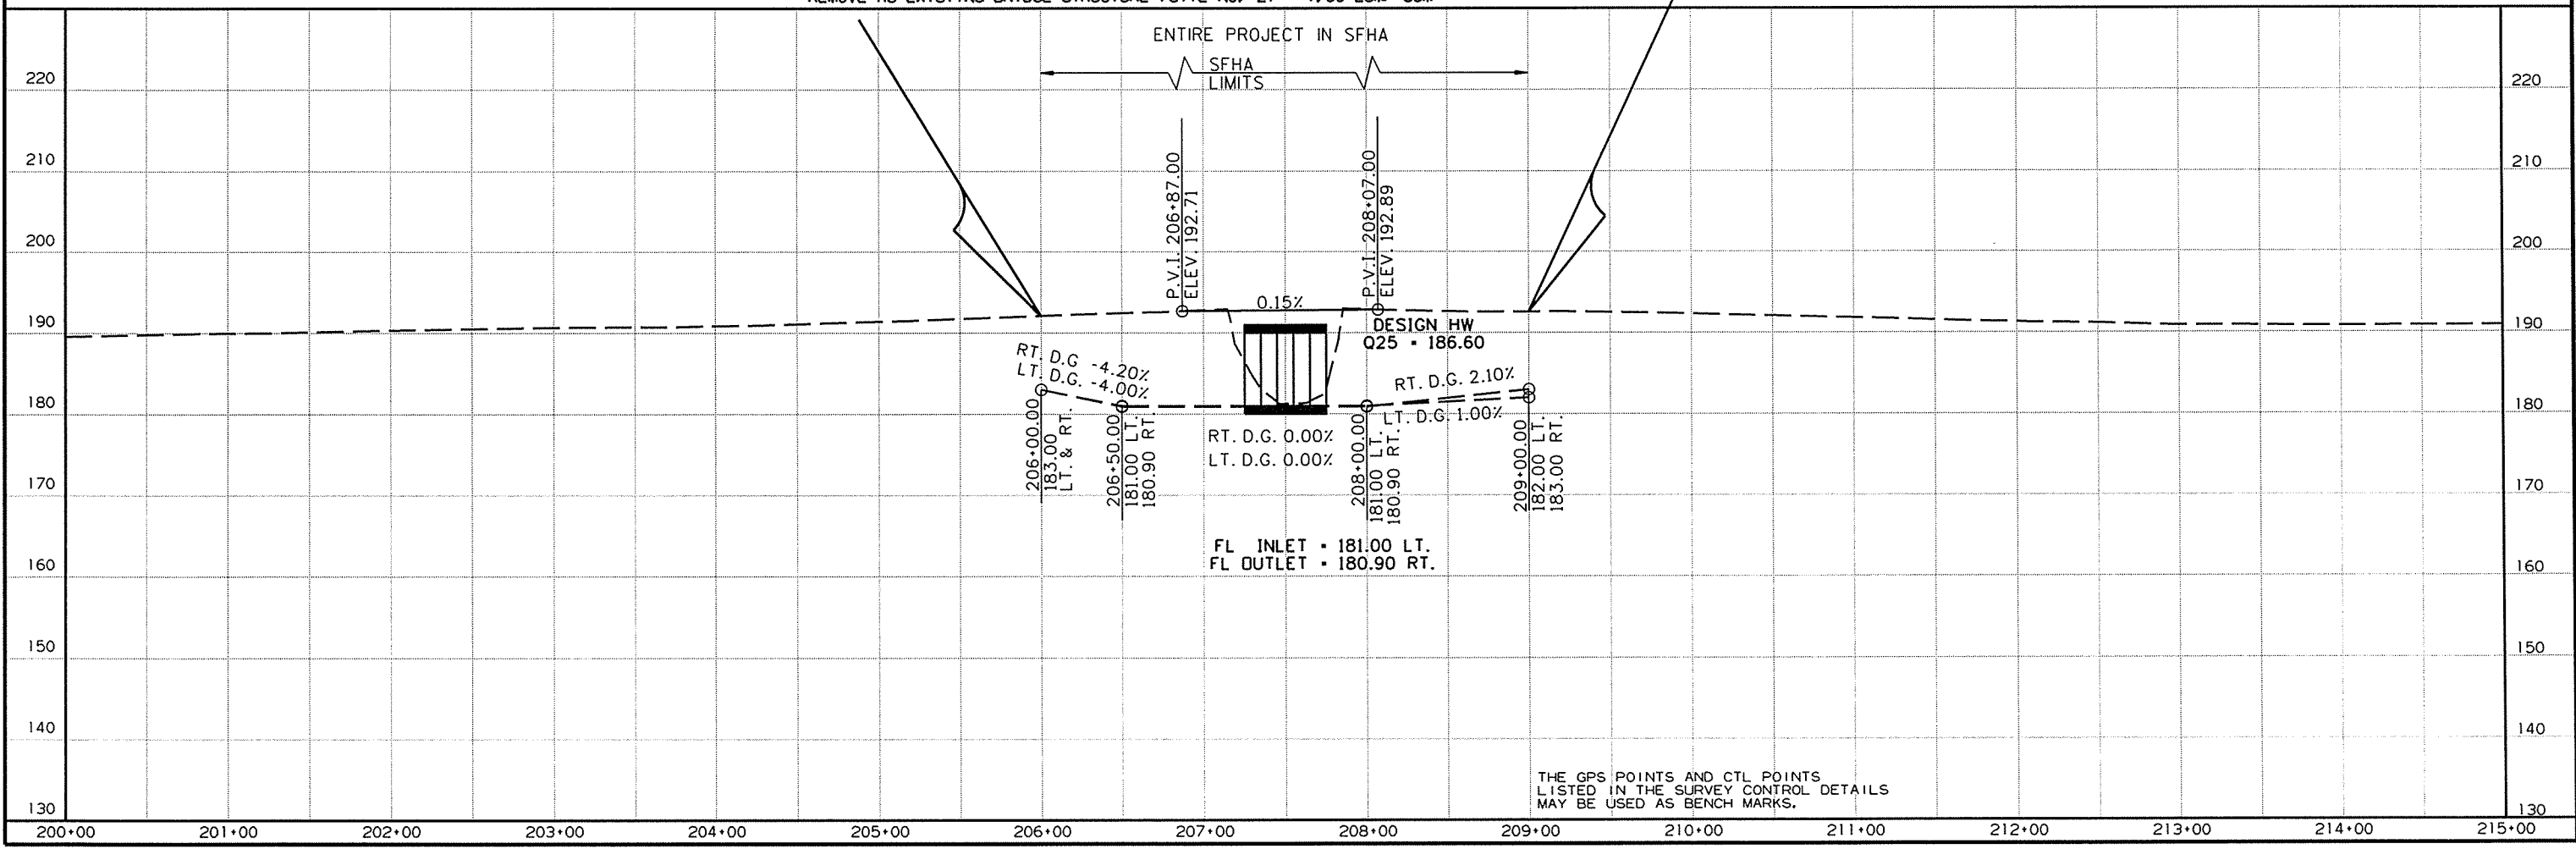 ENTIRE PROJECT IN SFHA
SFHA
LIMITS
220
220
210
210
200
200
190
190
180
180
170
170
160
160
150
150
140
140
130
130
P.V.I. 206+87.00
ELEV. 192.71
P.V.I. 208+07.00
ELEV. 192.89
0.15%
DESIGN HW
Q25 = 186.60
RT. D.G -4.20%
LT. D.G. -4.00%
RT. D.G. 2.10%
LT. D.G. 1.00%
RT. D.G. 0.00%
LT. D.G. 0.00%
206+00.00
183.00
LT. & RT.
206+50.00
181.00 LT.
180.90 RT.
208+00.00
181.00 LT.
180.90 RT.
209+00.00
182.00 LT.
183.00 RT.
FL INLET = 181.00 LT.
FL OUTLET = 180.90 RT.
THE GPS POINTS AND CTL POINTS
LISTED IN THE SURVEY CONTROL DETAILS
MAY BE USED AS BENCH MARKS.
200+00
201+00
202+00
203+00
204+00
205+00
206+00
207+00
208+00
209+00
210+00
211+00
212+00
213+00
214+00
215+00